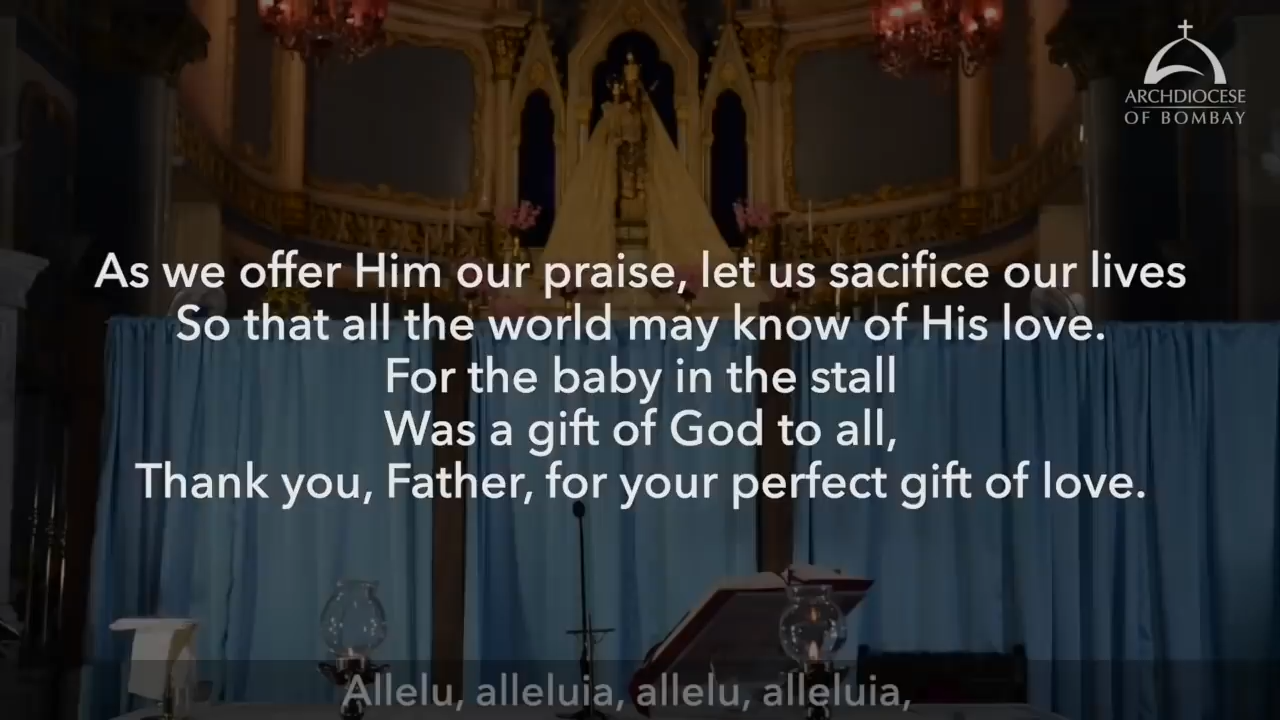 ARCHDIOCESE
OF BOMBAY
As we offer Him our praise, let us sacifice our lives
So that all the world may know of His love.
For the baby in the stall
Was a gift of God to all,
Thank you, Father, for your perfect gift of love.
Allelu, alleluia, allelu, alleluia,